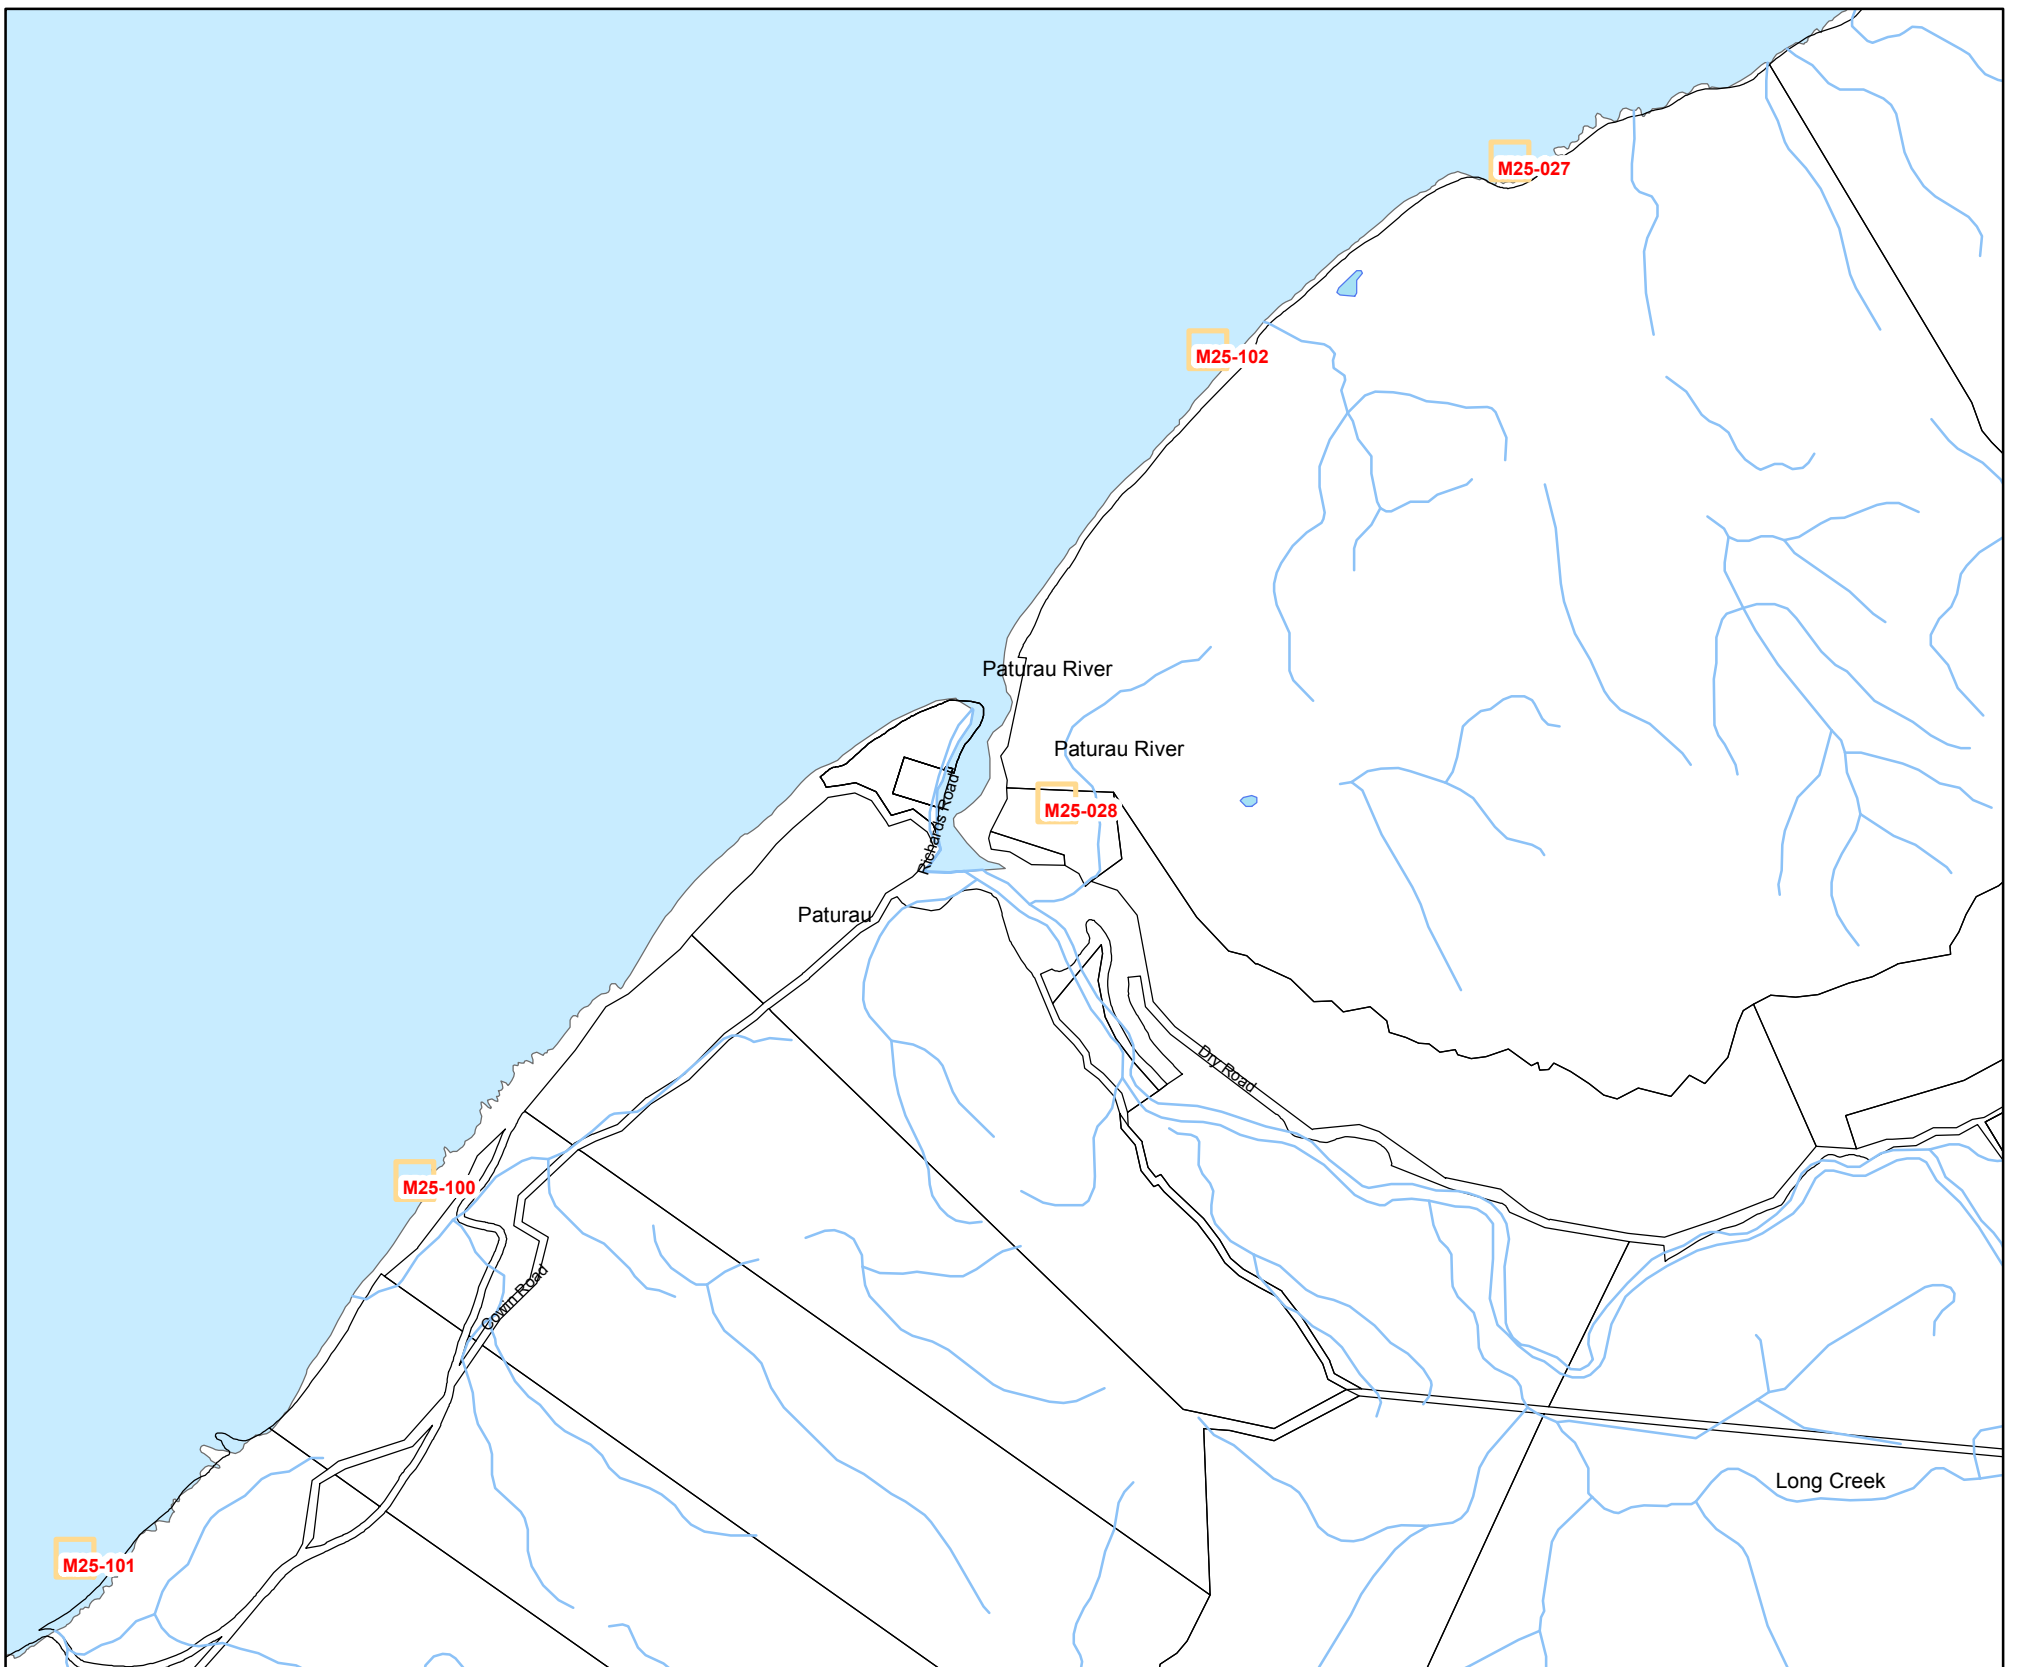 M25-027
M25-102
Paturau River
Paturau River
Richards Road
M25-028
Paturau
Dry Road
M25-100
Cowin Road
Long Creek
M25-101